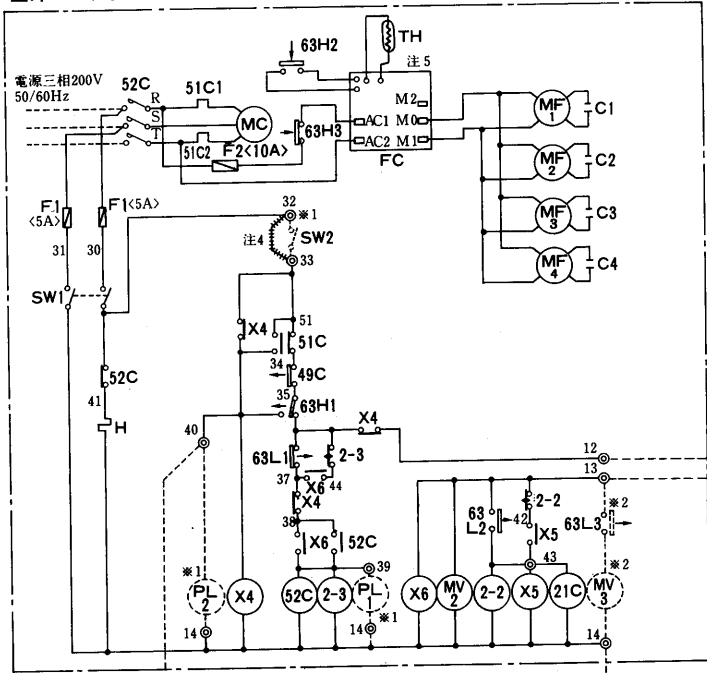 63H2
TH
注5
電源三相200V
50/60Hz
52C
R
S
T
51C1
51C2
MC
F2<10A>
63H3
AC1
AC2
M2
M0
M1
FC
MF
1
C1
MF
2
C2
MF
3
C3
MF
4
C4
F1
<5A>
F1<5A>
31
30
32
※1
注4
SW2
33
SW1
X4
51
51C
34
49C
35
63H1
52C
41
H
40
63L1
2-3
X4
12
13
37
X6
44
X4
38
X6
52C
39
63
L2
42
2-2
X5
43
※2
63L3
※1
PL
2
14
X4
52C
2-3
PL
1
※1
14
X6
MV
2
2-2
X5
21C
※2
MV
3
14